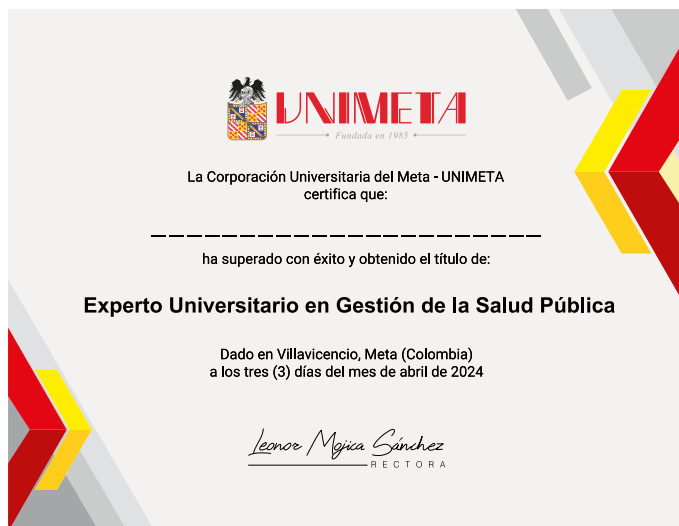 UNIMETA
Fundada en 1985
La Corporación Universitaria del Meta - UNIMETA
certifica que:
ha superado con éxito y obtenido el título de:
Experto Universitario en Gestión de la Salud Pública
Dado en Villavicencio, Meta (Colombia)
a los tres (3) días del mes de abril de 2024
Leonor Mojica Sánchez
RECTORA